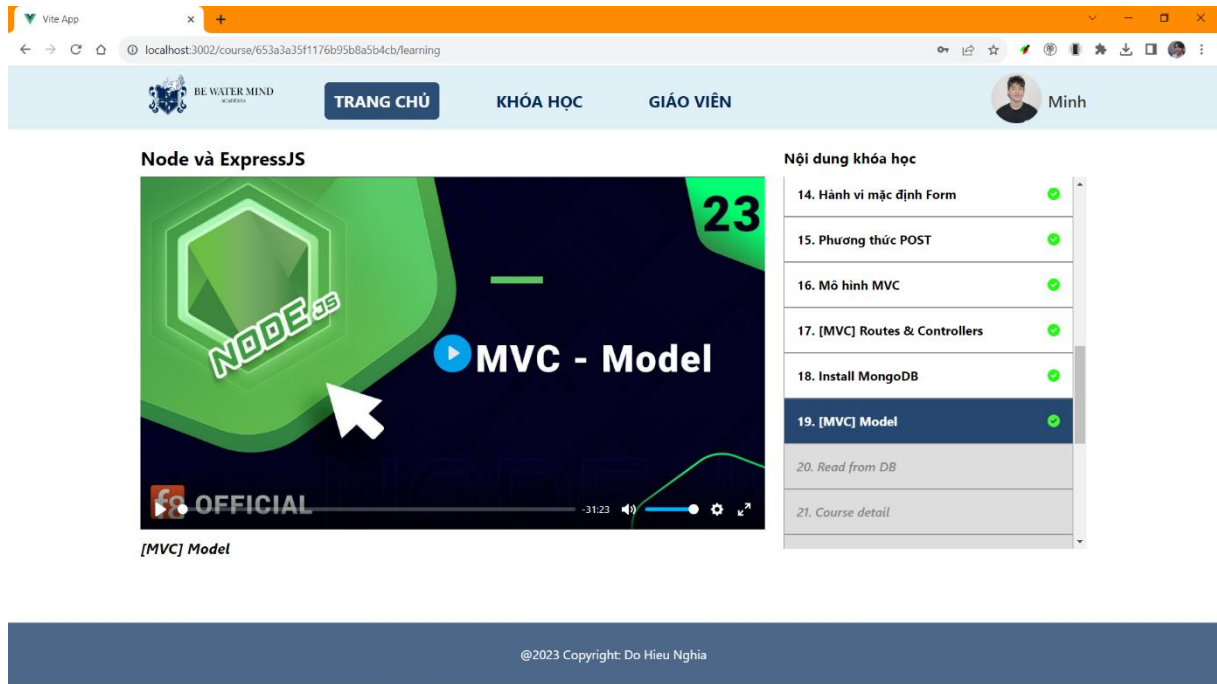 Vite App
localhost:3002/course/653a3a35f1176b95b8a5b4cb/learning
BE WATER MIND
ACADEMIA
TRANG CHỦ
KHÓA HỌC
GIÁO VIÊN
Minh
Node và ExpressJS
23
NODE JS
MVC - Model
f8 OFFICIAL
-31:23
[MVC] Model
Nội dung khóa học
14. Hành vi mặc định Form
15. Phương thức POST
16. Mô hình MVC
17. [MVC] Routes & Controllers
18. Install MongoDB
19. [MVC] Model
20. Read from DB
21. Course detail
@2023 Copyright: Do Hieu Nghia